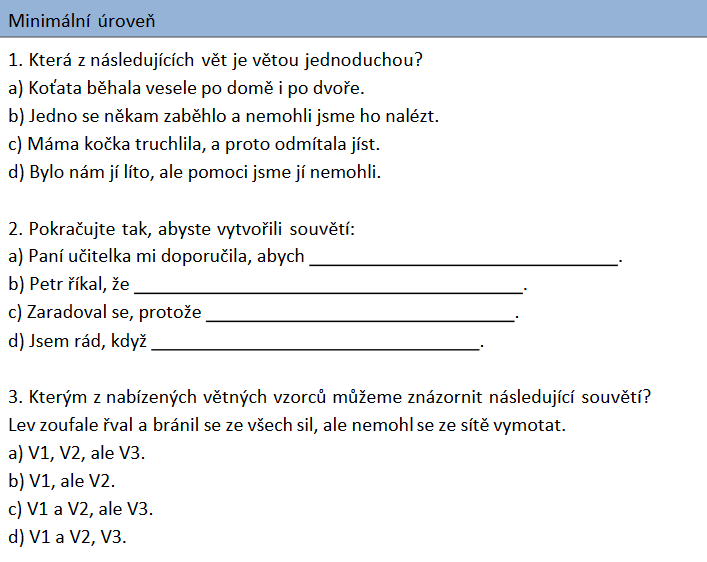 Minimální úroveň
1. Která z následujících vět je větou jednoduchou?
a) Koťata běhala vesele po domě i po dvoře.
b) Jedno se někam zaběhlo a nemohli jsme ho nalézt.
c) Máma kočka truchlila, a proto odmítala jíst.
d) Bylo nám jí líto, ale pomoci jsme jí nemohli.
2. Pokračujte tak, abyste vytvořili souvětí:
a) Paní učitelka mi doporučila, abych ________________________________.
b) Petr říkal, že ________________________________________.
c) Zaradoval se, protože ________________________________.
d) Jsem rád, když __________________________________.
3. Kterým z nabízených větných vzorců můžeme znázornit následující souvětí?
Lev zoufale řval a bránil se ze všech sil, ale nemohl se ze sítě vymotat.
a) V1, V2, ale V3.
b) V1, ale V2.
c) V1 a V2, ale V3.
d) V1 a V2, V3.